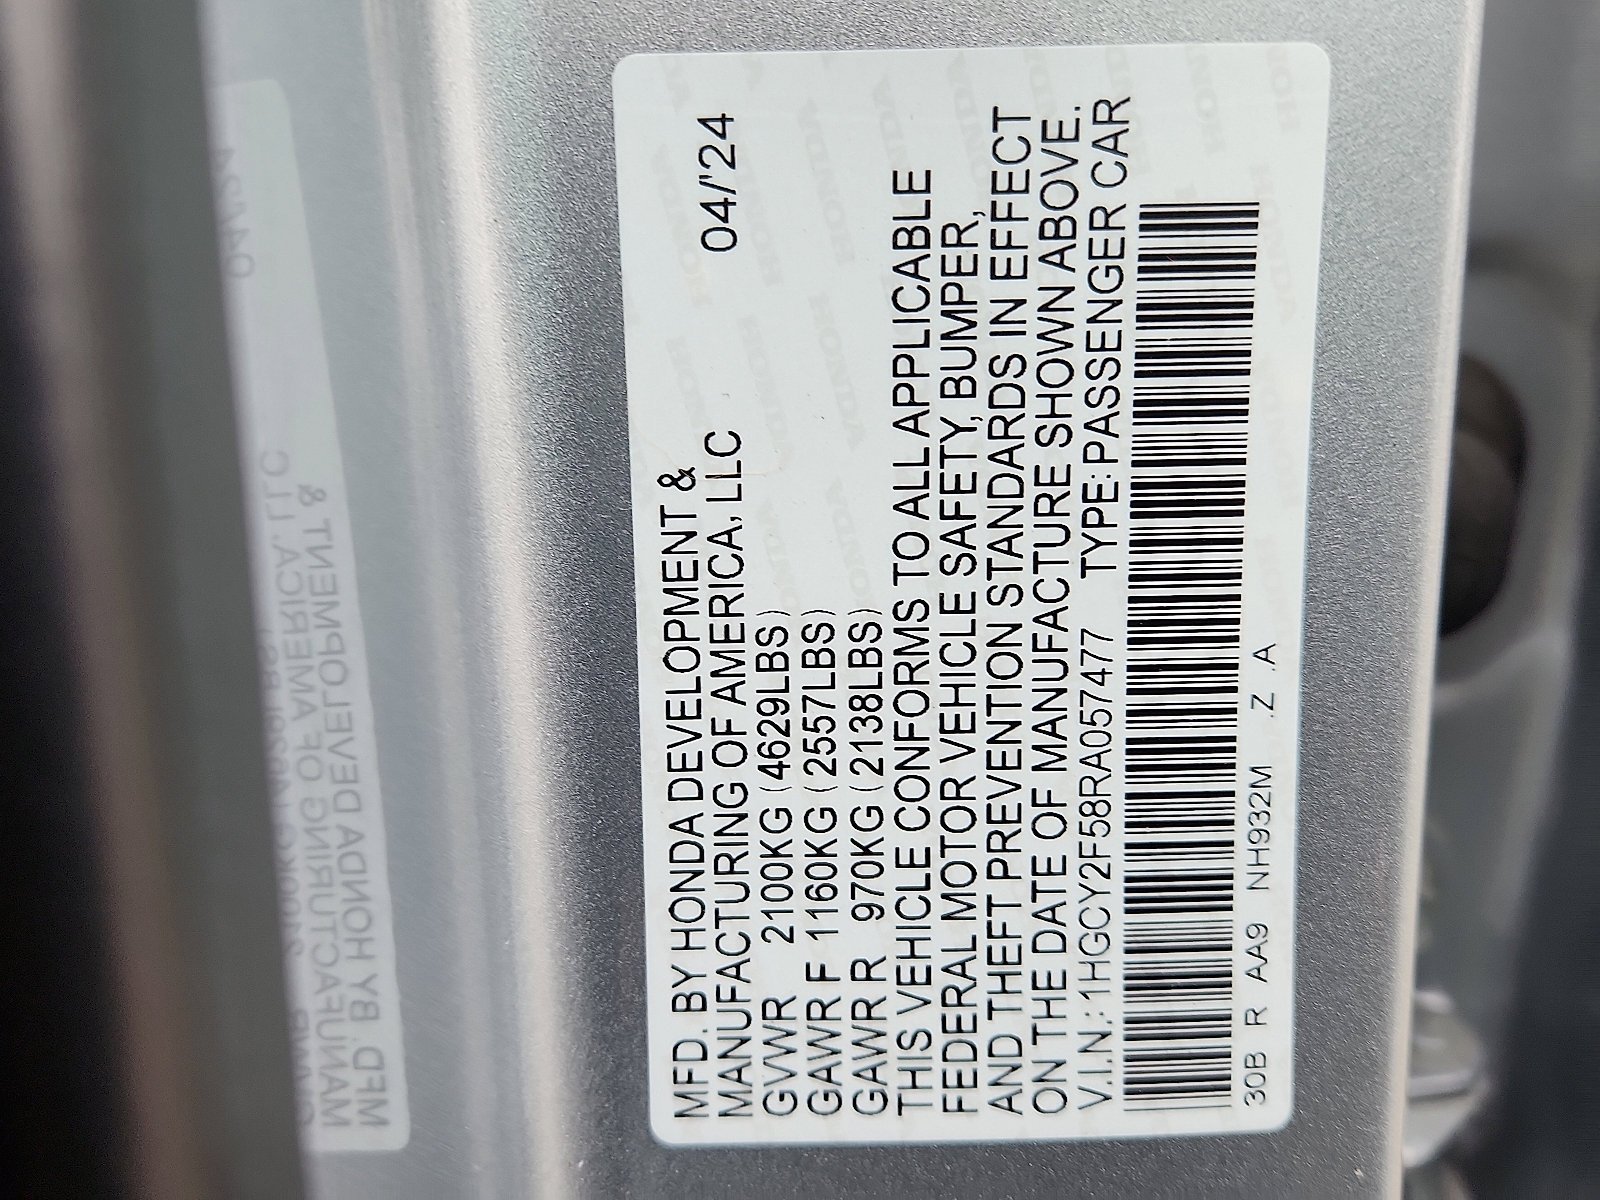 MFD. BY HONDA DEVELOPMENT &
MANUFACTURING OF AMERICA, LLC 04/'24
GVWR 2100KG (4629LBS)
GAWR F 1160KG (2557LBS)
GAWR R 970KG (2138LBS)
THIS VEHICLE CONFORMS TO ALL APPLICABLE
FEDERAL MOTOR VEHICLE SAFETY, BUMPER,
AND THEFT PREVENTION STANDARDS IN EFFECT
ON THE DATE OF MANUFACTURE SHOWN ABOVE.
V.I.N.: 1HGCY2F58RA057477 TYPE: PASSENGER CAR
30B R AA9 NH932M .Z .A